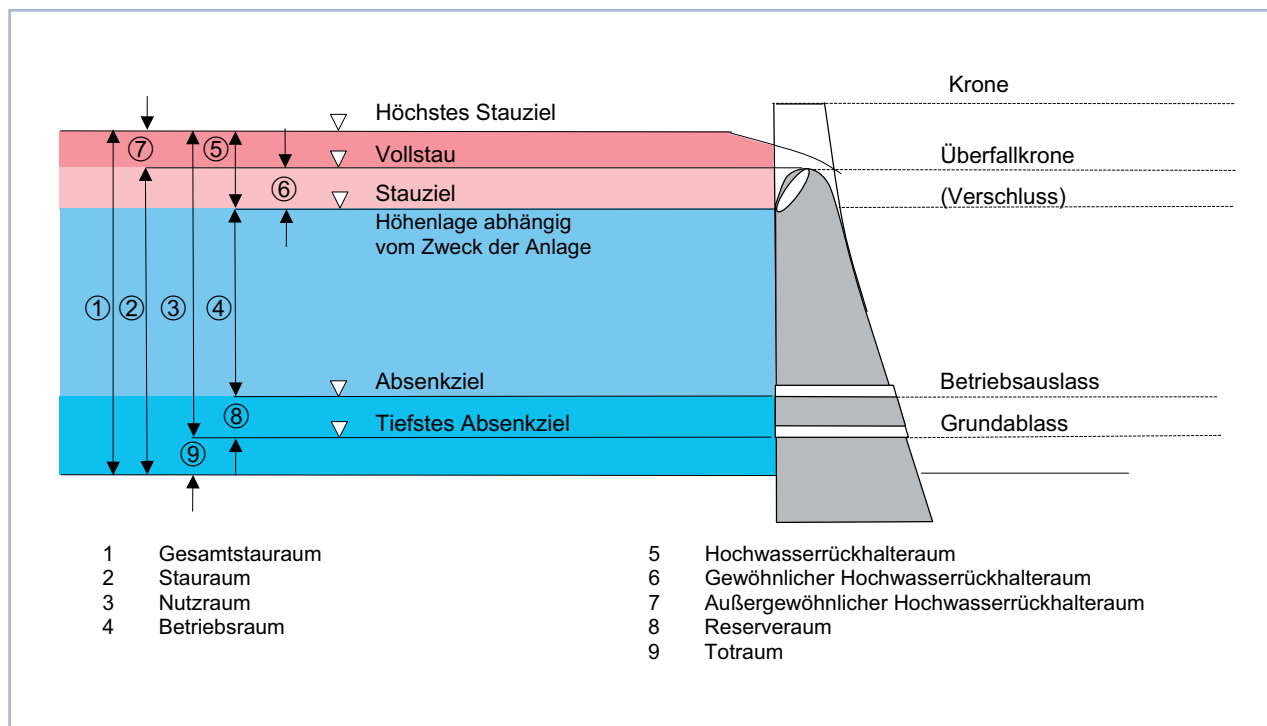 Krone
Höchstes Stauziel
⑦
⑤
Vollstau
Überfallkrone
⑥
Stauziel
(Verschluss)
Höhenlage abhängig
vom Zweck der Anlage
① ② ③ ④
Absenkziel
Betriebsauslass
⑧
Tiefstes Absenkziel
Grundablass
⑨
1 Gesamtstauraum
2 Stauraum
3 Nutzraum
4 Betriebsraum
5 Hochwasserrückhalteraum
6 Gewöhnlicher Hochwasserrückhalteraum
7 Außergewöhnlicher Hochwasserrückhalteraum
8 Reserveraum
9 Totraum